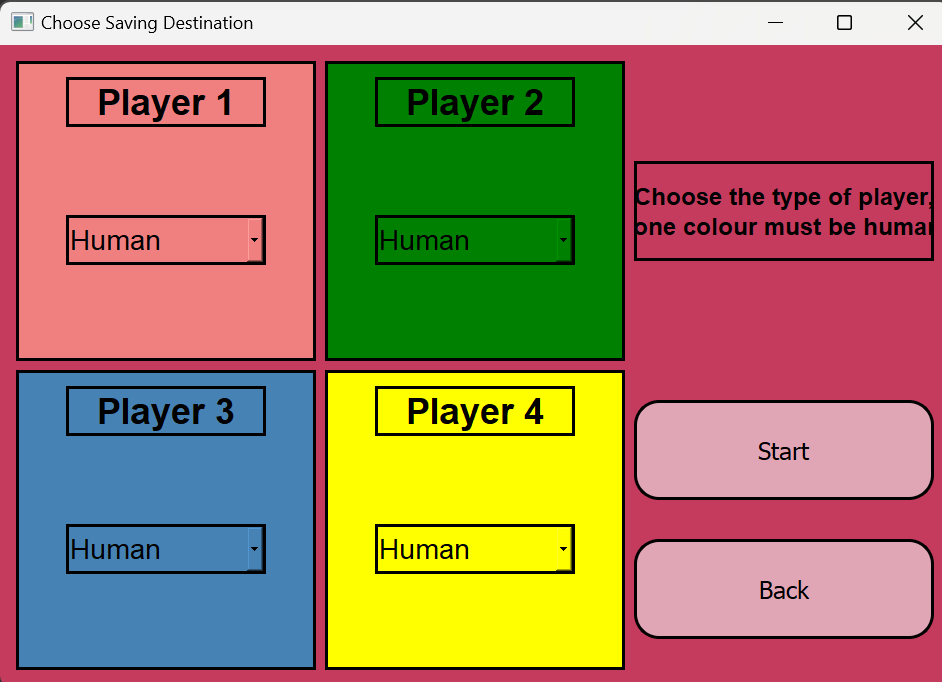 Choose Saving Destination
Player 1
Human
Player 2
Human
Choose the type of player,
one colour must be human
Player 3
Human
Player 4
Human
Start
Back